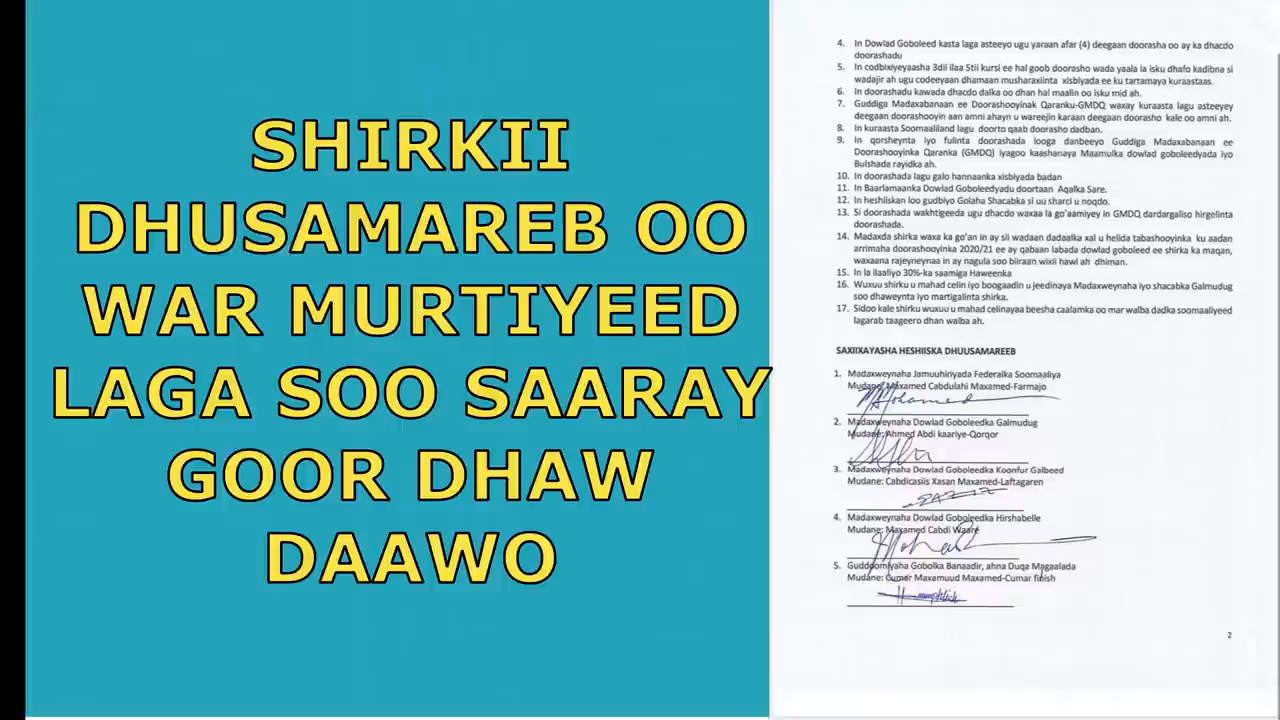 SHIRKII
DHUSAMAREB OO
WAR MURTIYEED
LAGA SOO SAARAY
GOOR DHAW
DAAWO
4. In Dowlad Goboleed kasta laga asteeyo ugu yaraan afar (4) deegaan doorasha oo ay ka dhacdo
doorashadu
5. In codbixiyeyaasha 3dii ilaa 5tii kursi ee hal goob doorasho wada yaala la isku dhafo kadibna si
wadajir ah ugu codeeyaan dhamaan musharaxiinta xisbiyada ee ku tartamaya kuraastaas.
6. In doorashadu kawada dhacdo dalka oo dhan hal maalin oo isku mid ah.
7. Guddiga Madaxabanaan ee Doorashooyinak Qaranku-GMDQ waxay kuraasta lagu asteeyey
deegaan doorashooyin aan amni ahayn u wareejin karaan deegaan doorasho kale oo amni ah.
8. In kuraasta Soomaaliland lagu doorto qaab doorasho dadban.
9. In qorsheynta iyo fulinta doorashada looga danbeeyo Guddiga Madaxabanaan ee
Doorashooyinka Qaranka (GMDQ) iyagoo kaashanaya Maamulka dowlad goboleedyada iyo
Bulshada rayidka ah.
10. In doorashada lagu galo hannaanka xisbiyada badan
11. In Baarlamaanka Dowlad Goboleedyadu doortaan Aqalka Sare.
12. In heshiiskan loo gudbiyo Golaha Shacabka si uu sharci u noqdo.
13. Si doorashada wakhtigeeda ugu dhacdo waxaa la go'aamiyey in GMDQ dardargaliso hirgelinta
doorashada.
14. Madaxda shirka waxa ka go'an in ay sii wadaan dadaalka xal u helida tabashooyinka ku aadan
arrimaha doorashooyinka 2020/21 ee ay qabaan labada dowlad goboleed ee shirka ka maqan,
waxaana rajeyneynaa in ay nagula soo biiraan wixii hawl ah dhiman.
15. In la ilaaliyo 30%-ka saamiga Haweenka
16. Wuxuu shirku u mahad celin iyo boogaadin u jeedinaya Madaxweynaha iyo shacabka Galmudug
soo dhaweynta iyo martigalinta shirka.
17. Sidoo kale shirku wuxuu u mahad celinayaa beesha caalamka oo mar walba dadka soomaaliyeed
lagarab taageero dhan walba ah.
SAXIIXAYASHA HESHIISKA DHUUSAMAREEB
1. Madaxweynaha Jamuuhiriyada Federaalka Soomaaliya
Mudane: Maxamed Cabdulahi Maxamed-Farmajo
2. Madaxweynaha Dowlad Goboleedka Galmudug
Mudane: Ahmed Abdi kaariye-Qorqor
3. Madaxweynaha Dowlad Goboleedka Koonfur Galbeed
Mudane: Cabdicasiis Xasan Maxamed-Laftagaren
4. Madaxweynaha Dowlad Goboleedka Hirshabelle
Mudane: Maxamed Cabdi Waare
5. Guddoomiyaha Gobolka Banaadir, ahna Duqa Magaalada
Mudane: Cumar Maxamuud Maxamed-Cumar finish
2